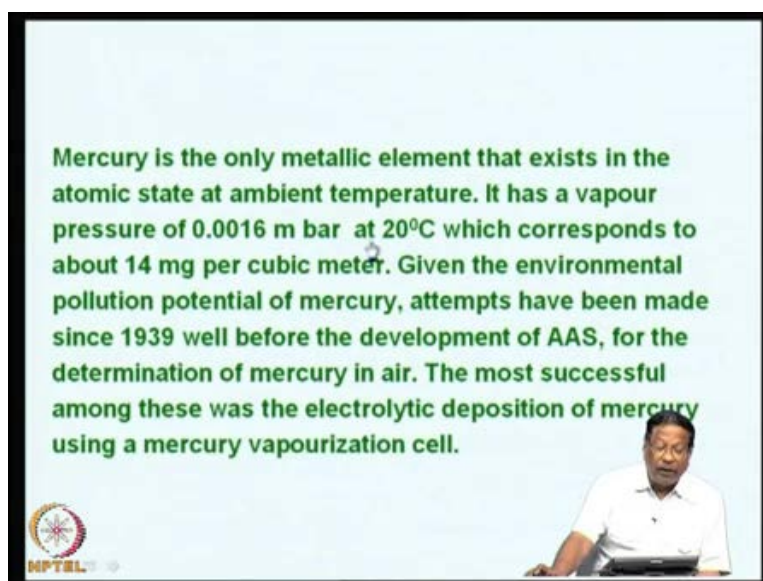 Mercury is the only metallic element that exists in the
atomic state at ambient temperature. It has a vapour
pressure of 0.0016 m bar at 20⁰C which corresponds to
about 14 mg per cubic meter. Given the environmental
pollution potential of mercury, attempts have been made
since 1939 well before the development of AAS, for the
determination of mercury in air. The most successful
among these was the electrolytic deposition of mercury
using a mercury vapourization cell.
NPTEL